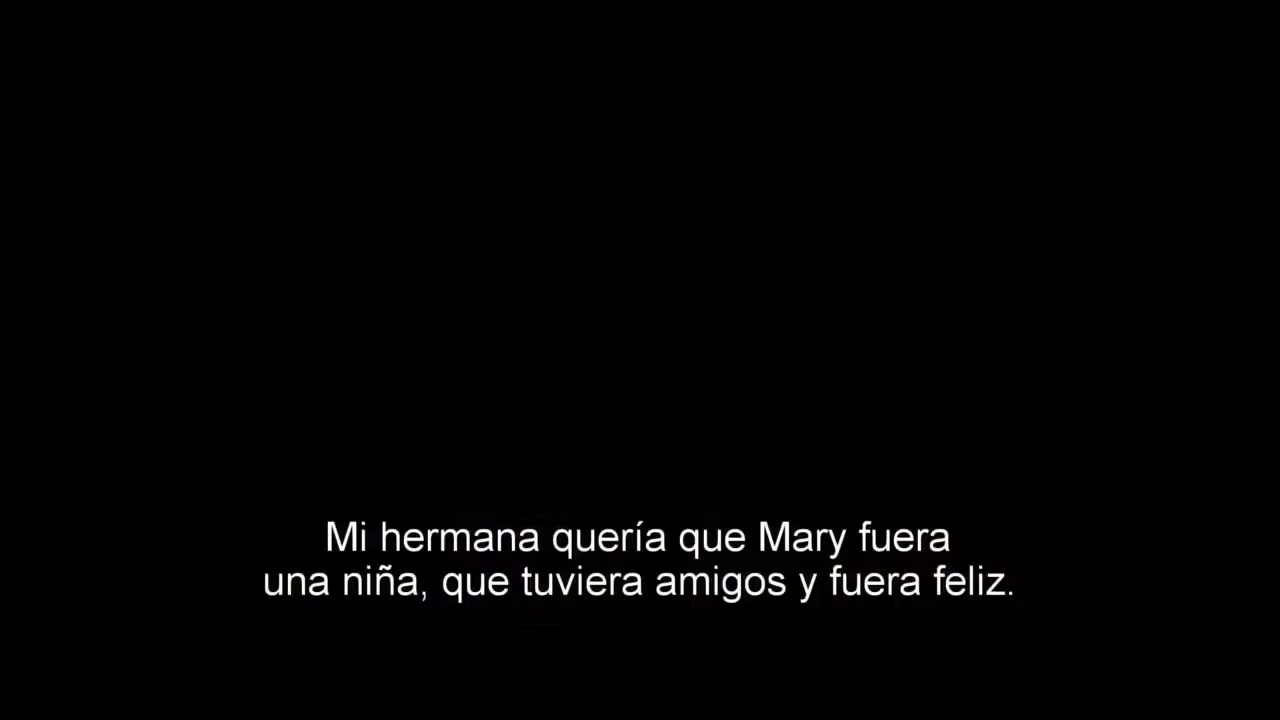 Mi hermana quería que Mary fuera
una niña, que tuviera amigos y fuera feliz.